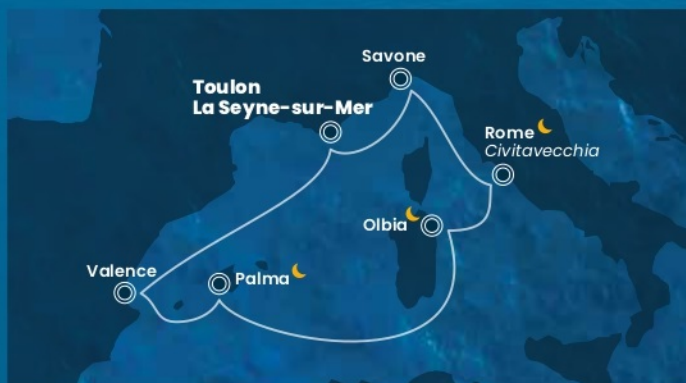 Savone
Toulon
La Seyne-sur-Mer
Rome
Civitavecchia
Olbia
Valence
Palma